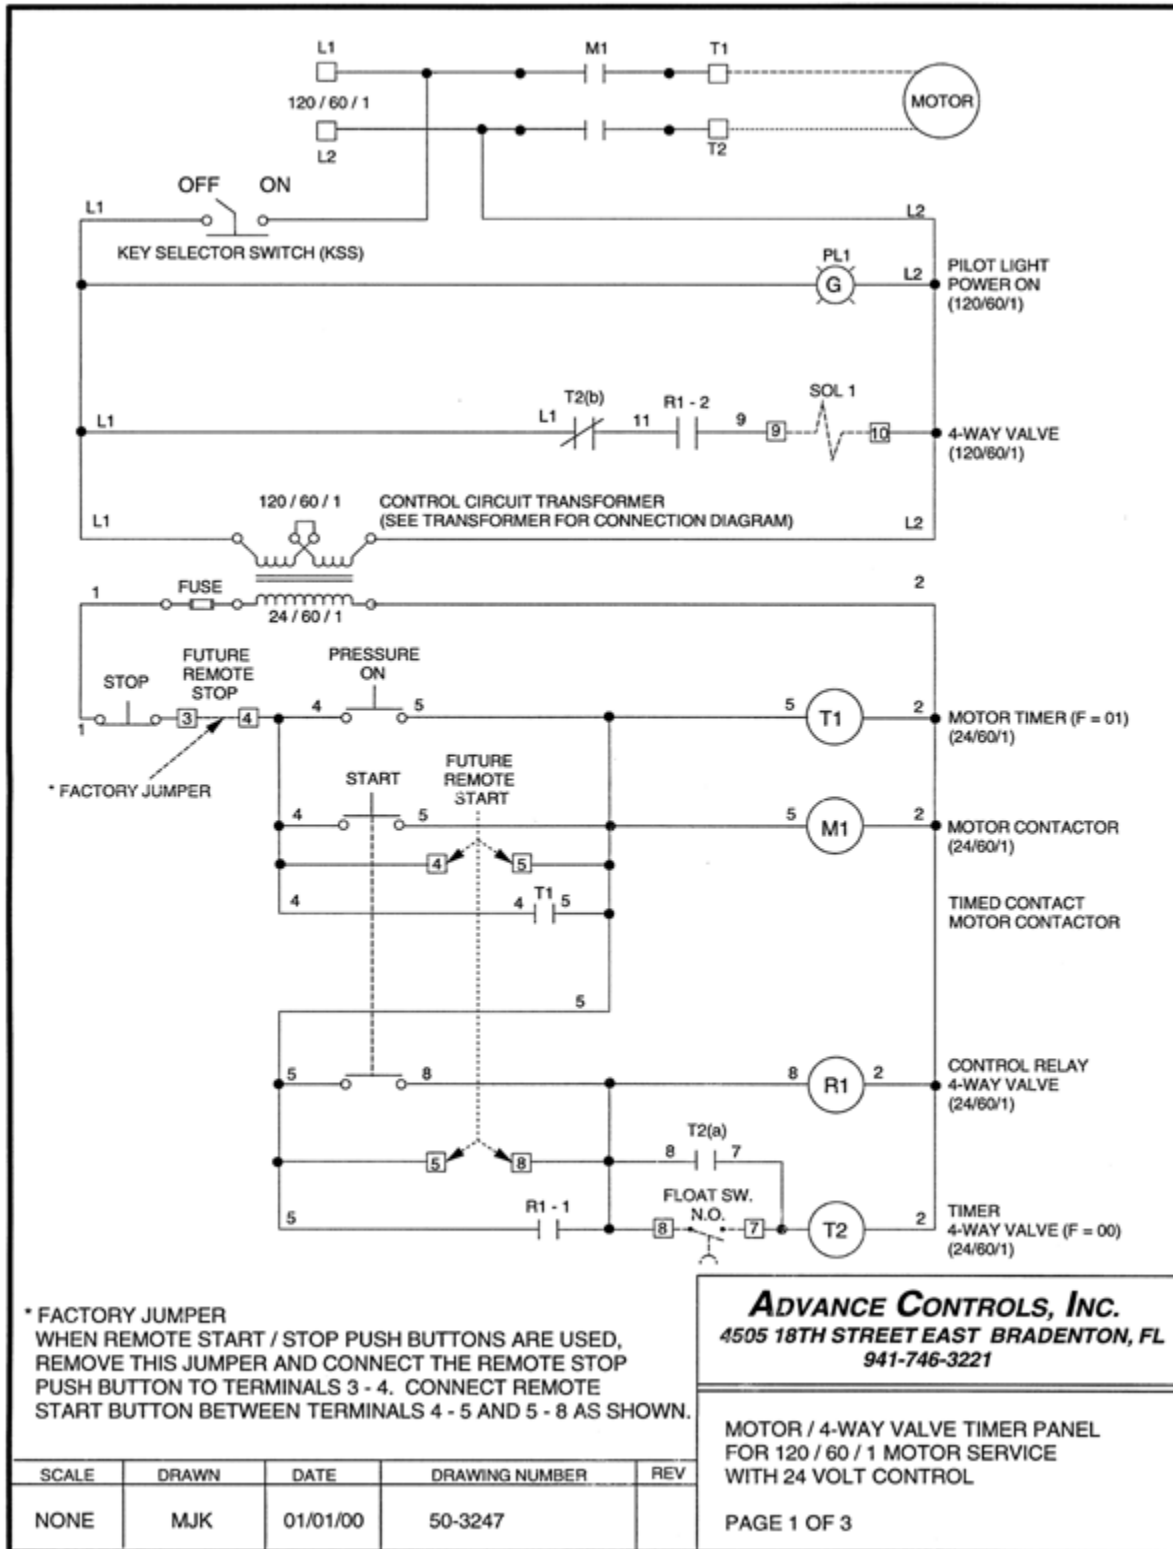 L1 M1 T1
120 / 60 / 1
MOTOR
L2 T2
OFF ON
L1 L2
KEY SELECTOR SWITCH (KSS)
PL1
G L2
PILOT LIGHT
POWER ON
(120/60/1)
L1
T2(b)
L1 11
R1 - 2
9
SOL 1
9 10
4-WAY VALVE
(120/60/1)
120 / 60 / 1
CONTROL CIRCUIT TRANSFORMER
(SEE TRANSFORMER FOR CONNECTION DIAGRAM)
L1 L2
1
FUSE
24 / 60 / 1
2
1
STOP
FUTURE
REMOTE
STOP
3 4
PRESSURE
ON
4 5
5 T1 2
MOTOR TIMER (F = 01)
(24/60/1)
* FACTORY JUMPER
START
4 5
FUTURE
REMOTE
START
5 M1 2
MOTOR CONTACTOR
(24/60/1)
4 5
4
T1
4 5
TIMED CONTACT
MOTOR CONTACTOR
5
5 8
8 R1 2
CONTROL RELAY
4-WAY VALVE
(24/60/1)
5 8
T2(a)
8 7
5
R1 - 1
FLOAT SW.
N.O.
8 7
T2 2
TIMER
4-WAY VALVE (F = 00)
(24/60/1)
* FACTORY JUMPER
WHEN REMOTE START / STOP PUSH BUTTONS ARE USED,
REMOVE THIS JUMPER AND CONNECT THE REMOTE STOP
PUSH BUTTON TO TERMINALS 3 - 4. CONNECT REMOTE
START BUTTON BETWEEN TERMINALS 4 - 5 AND 5 - 8 AS SHOWN.
ADVANCE CONTROLS, INC.
4505 18TH STREET EAST BRADENTON, FL
941-746-3221
MOTOR / 4-WAY VALVE TIMER PANEL
FOR 120 / 60 / 1 MOTOR SERVICE
WITH 24 VOLT CONTROL
PAGE 1 OF 3
SCALE DRAWN DATE DRAWING NUMBER REV
NONE MJK 01/01/00 50-3247